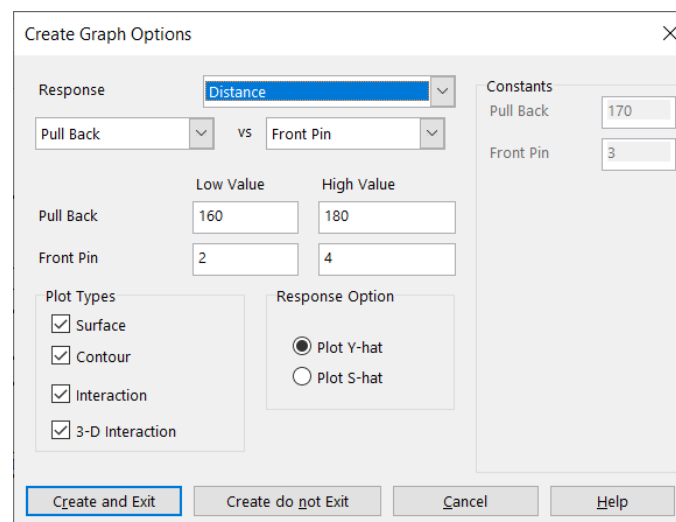 Create Graph Options
Response Distance
Pull Back vs Front Pin
Low Value High Value
Pull Back 160 180
Front Pin 2 4
Plot Types
Surface
Contour
Interaction
3-D Interaction
Response Option
Plot Y-hat
Plot S-hat
Constants
Pull Back 170
Front Pin 3
Create and Exit Create do not Exit Cancel Help